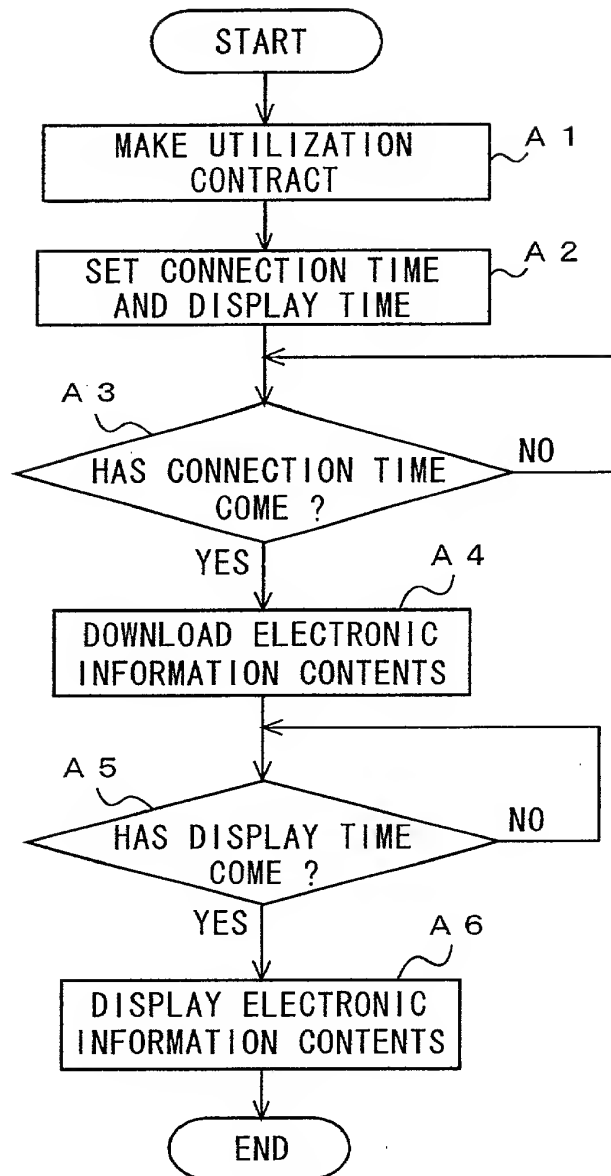 START
MAKE UTILIZATION
CONTRACT
A 1
SET CONNECTION TIME
AND DISPLAY TIME
A 2
A 3
HAS CONNECTION TIME
COME ?
NO
YES
A 4
DOWNLOAD ELECTRONIC
INFORMATION CONTENTS
A 5
HAS DISPLAY TIME
COME ?
NO
YES
A 6
DISPLAY ELECTRONIC
INFORMATION CONTENTS
END